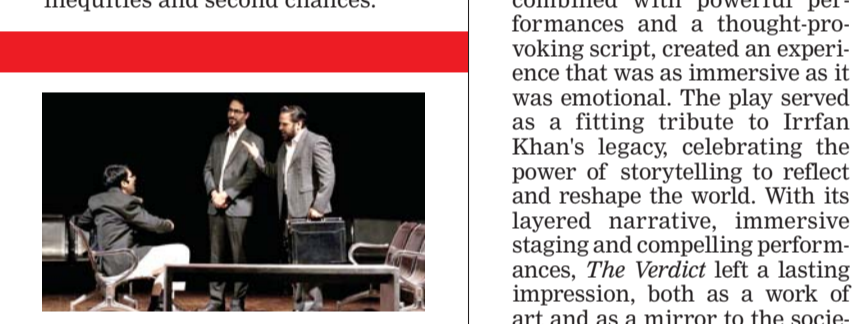 inequities and second chances.
combined with powerful per-
formances and a thought-pro-
voking script, created an experi-
ence that was as immersive as it
was emotional. The play served
as a fitting tribute to Irrfan
Khan's legacy, celebrating the
power of storytelling to reflect
and reshape the world. With its
layered narrative, immersive
staging and compelling perform-
ances, The Verdict left a lasting
impression, both as a work of
art and as a mirror to the socie-